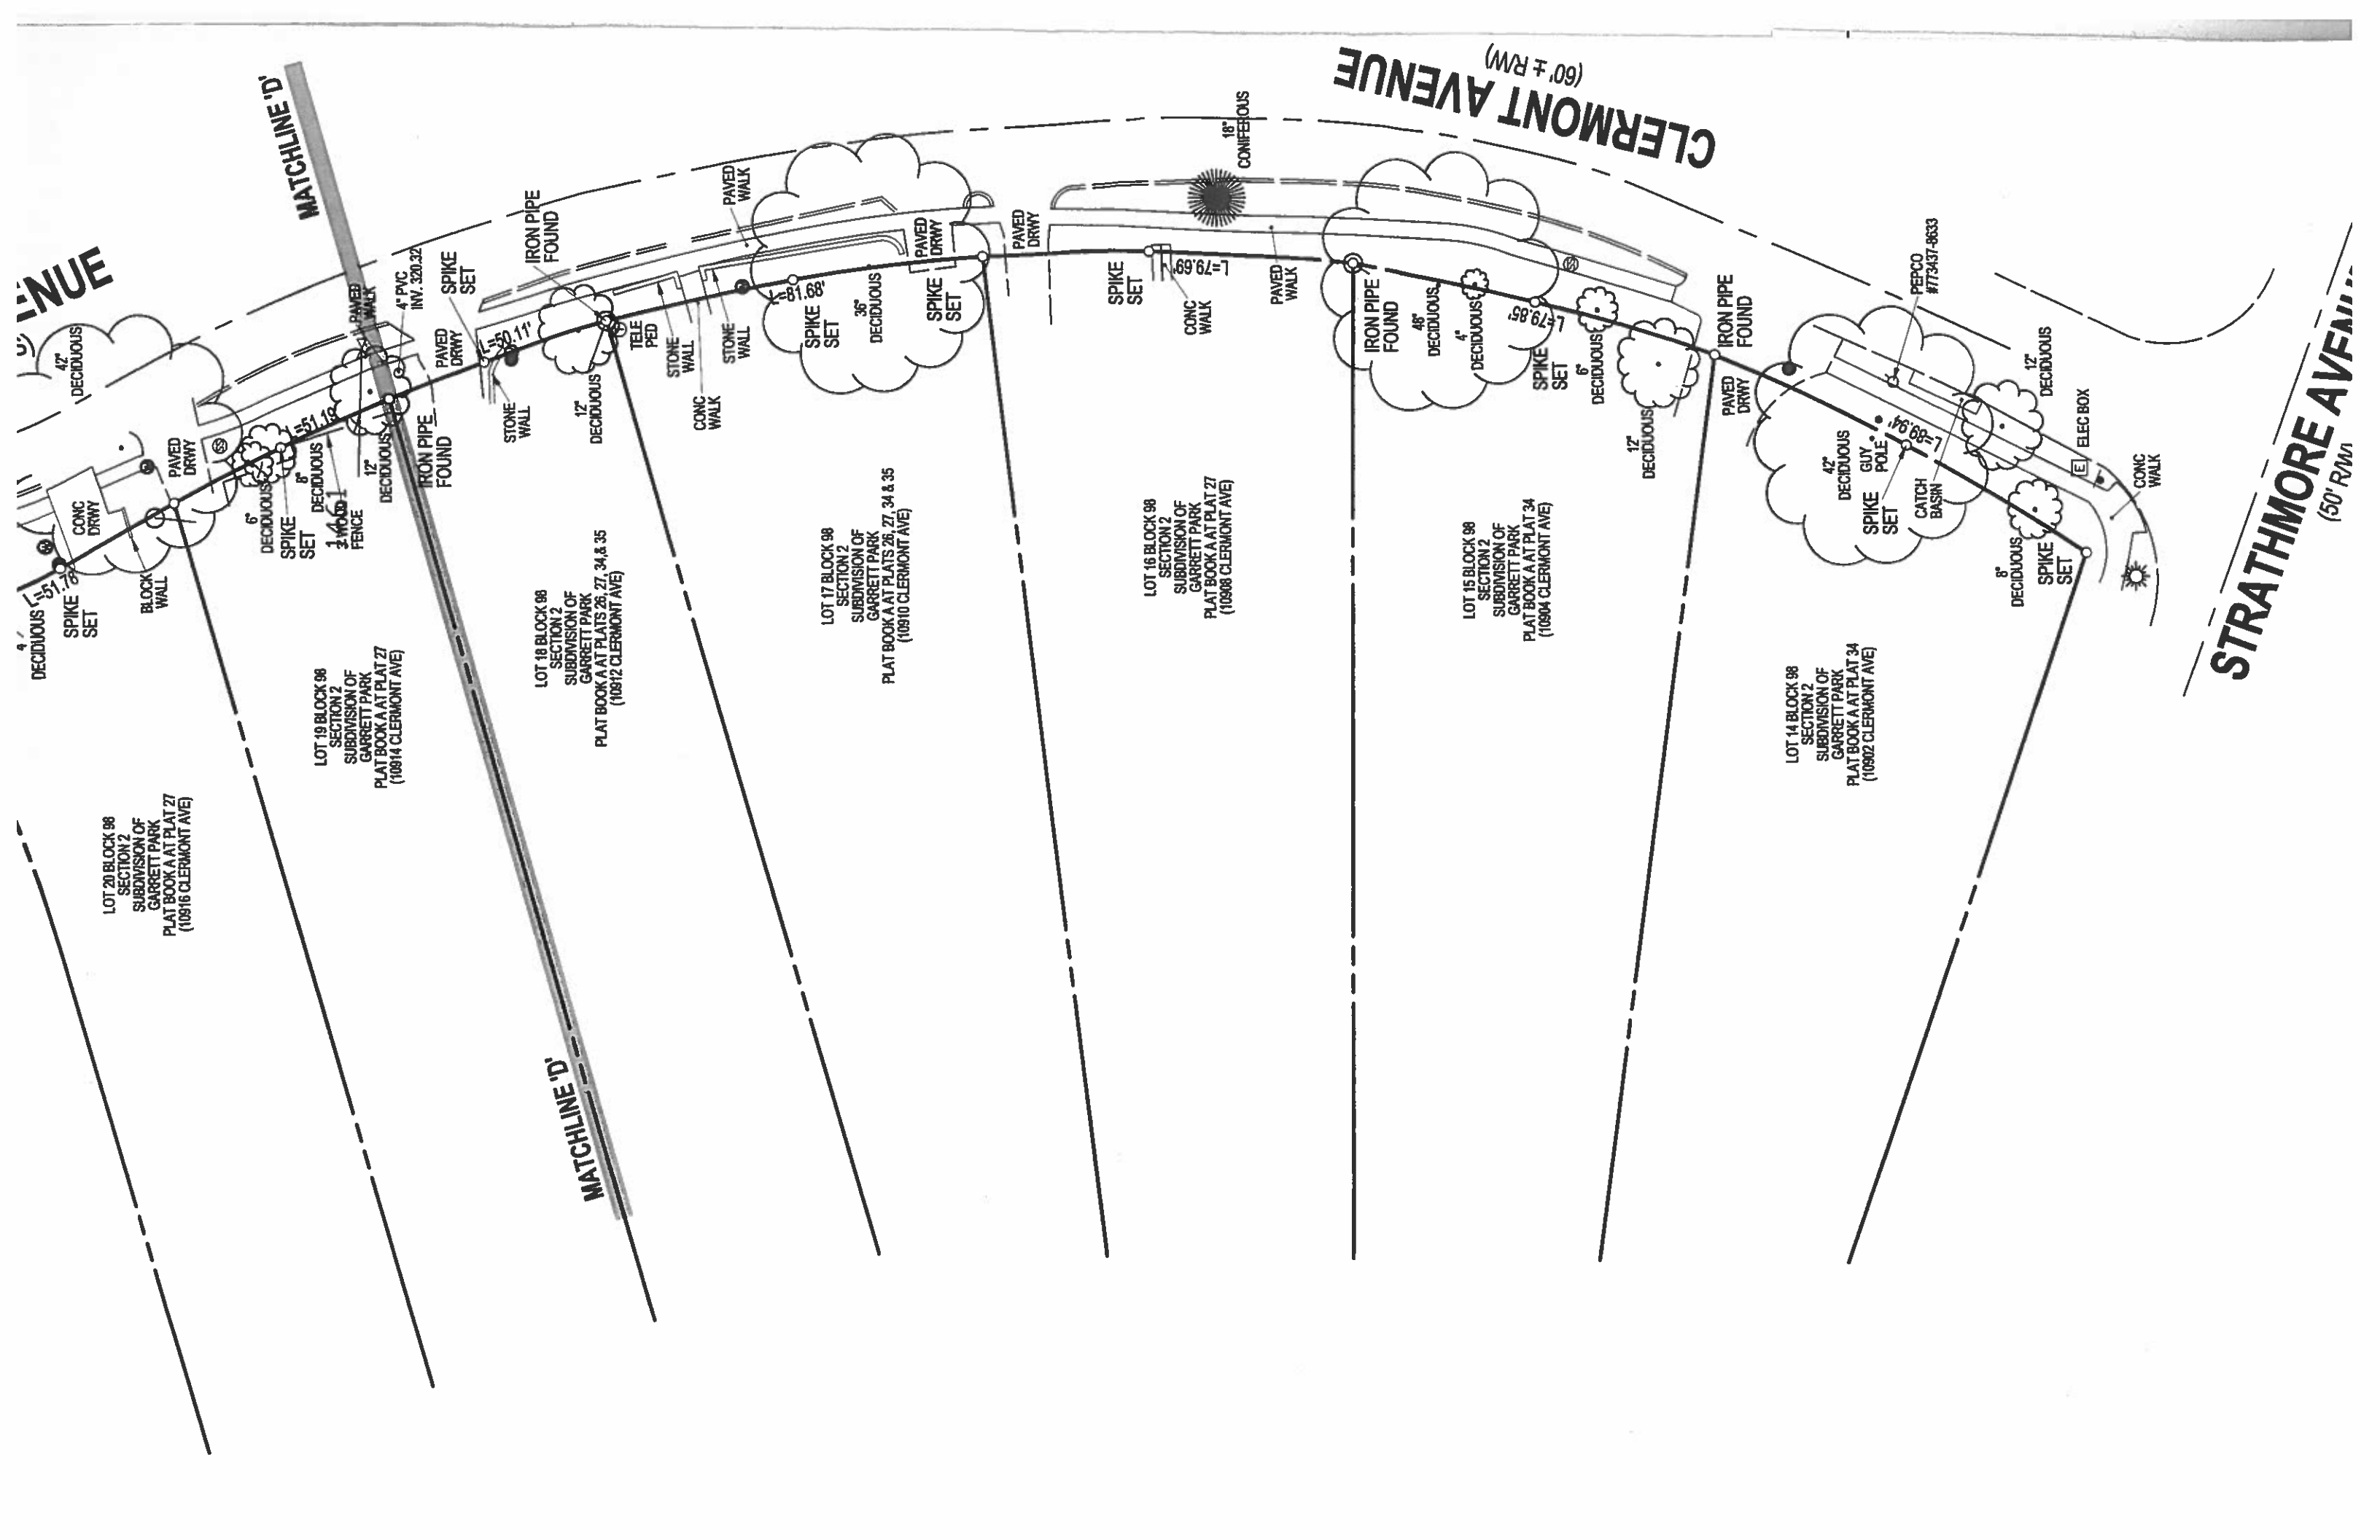 CLERMONT AVENUE
(60' ± R/W)
STRATHMORE AVENUE
(50' R/W)
ENUE
MATCHLINE 'D'
MATCHLINE 'D'
42"
DECIDUOUS
PAVED
DRWY
CONC
DRWY
L=51.78'
4'
DECIDUOUS
SPIKE
SET
BLOCK
WALL
6"
DECIDUOUS
SPIKE
SET
8"
DECIDUOUS
FENCE
L=51.19'
12"
DECIDUOUS
PAVED
WALK
4" PVC
INV. 320.32
IRON PIPE
FOUND
PAVED
DRWY
SPIKE
SET
L=50.11'
STONE
WALL
IRON PIPE
FOUND
12"
DECIDUOUS
TELE
PED
STONE
WALL
CONC
WALK
STONE
WALL
PAVED
WALK
L=81.68'
SPIKE
SET
36"
DECIDUOUS
PAVED
DRWY
SPIKE
SET
PAVED
DRWY
SPIKE
SET
CONC
WALK
L=79.69'
18"
CONIFEROUS
PAVED
WALK
IRON PIPE
FOUND
48"
DECIDUOUS
4"
DECIDUOUS
L=79.85'
SPIKE
SET
6"
DECIDUOUS
12"
DECIDUOUS
IRON PIPE
FOUND
PAVED
DRWY
42"
DECIDUOUS
GUY
POLE
SPIKE
SET
L=89.94'
CATCH
BASIN
PEPCO
#773437-8633
12"
DECIDUOUS
ELEC BOX
E
CONC
WALK
8"
DECIDUOUS
SPIKE
SET
LOT 20 BLOCK 98
SECTION 2
SUBDIVISION OF
GARRETT PARK
PLAT BOOK A AT PLAT 27
(10916 CLERMONT AVE)
LOT 19 BLOCK 98
SECTION 2
SUBDIVISION OF
GARRETT PARK
PLAT BOOK A AT PLAT 27
(10914 CLERMONT AVE)
LOT 18 BLOCK 98
SECTION 2
SUBDIVISION OF
GARRETT PARK
PLAT BOOK A AT PLATS 26, 27, 34,& 35
(10912 CLERMONT AVE)
LOT 17 BLOCK 98
SECTION 2
SUBDIVISION OF
GARRETT PARK
PLAT BOOK A AT PLATS 26, 27, 34 & 35
(10910 CLERMONT AVE)
LOT 16 BLOCK 98
SECTION 2
SUBDIVISION OF
GARRETT PARK
PLAT BOOK A AT PLAT 27
(10908 CLERMONT AVE)
LOT 15 BLOCK 98
SECTION 2
SUBDIVISION OF
GARRETT PARK
PLAT BOOK A AT PLAT 34
(10904 CLERMONT AVE)
LOT 14 BLOCK 98
SECTION 2
SUBDIVISION OF
GARRETT PARK
PLAT BOOK A AT PLAT 34
(10902 CLERMONT AVE)